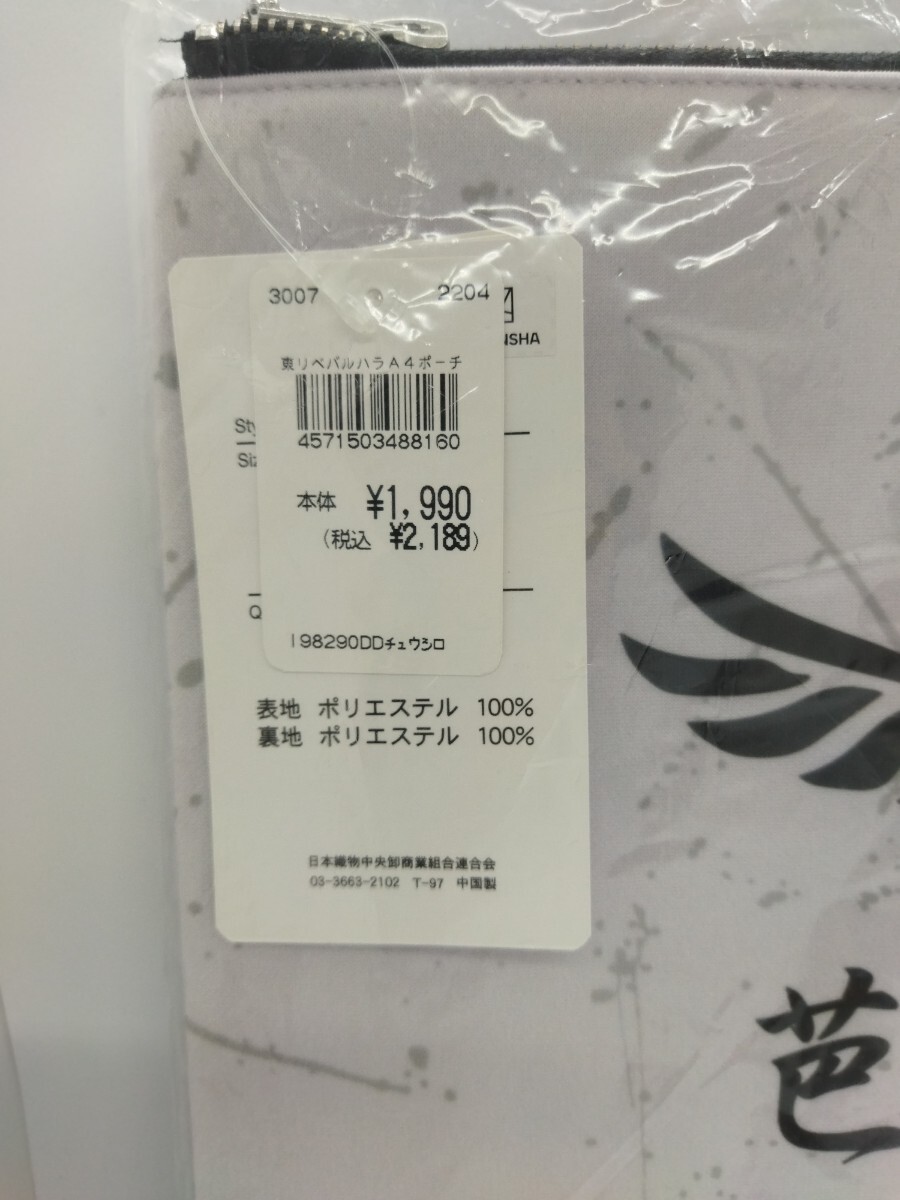 3007 2204
NSHA
東リベバルハラA4ポーチ
4571503488160
本体 ¥1,990
(税込 ¥2,189)
198290DDチュウシロ
Q
表地 ポリエステル 100%
裏地 ポリエステル 100%
日本織物中央卸商業組合連合会
03-3663-2102 T-97 中国製
芭